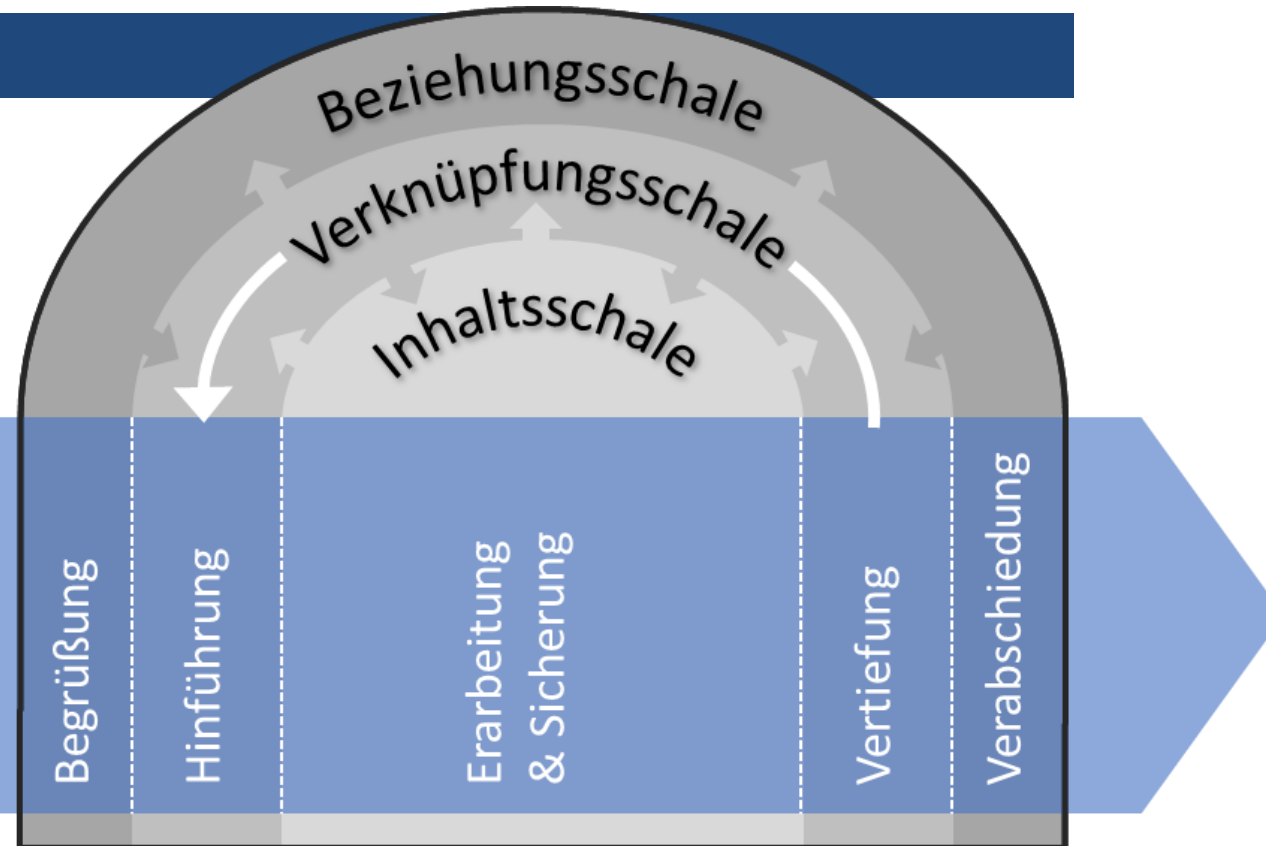 Beziehungsschale
Verknüpfungsschale
Inhaltsschale
Begrüßung
Hinführung
Erarbeitung
& Sicherung
Vertiefung
Verabschiedung